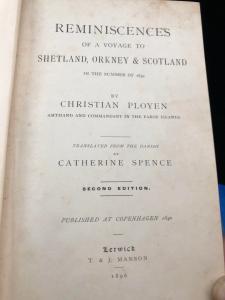 REMINISCENCES
OF A VOYAGE TO
SHETLAND, ORKNEY & SCOTLAND
IN THE SUMMER OF 1839
BY
CHRISTIAN PLOYEN
AMTMAND AND COMMANDANT IN THE FAROE ISLANDS
TRANSLATED FROM THE DANISH
BY
CATHERINE SPENCE
SECOND EDITION.
PUBLISHED AT COPENHAGEN 1840
Lerwick
T. & J. MANSON
1896